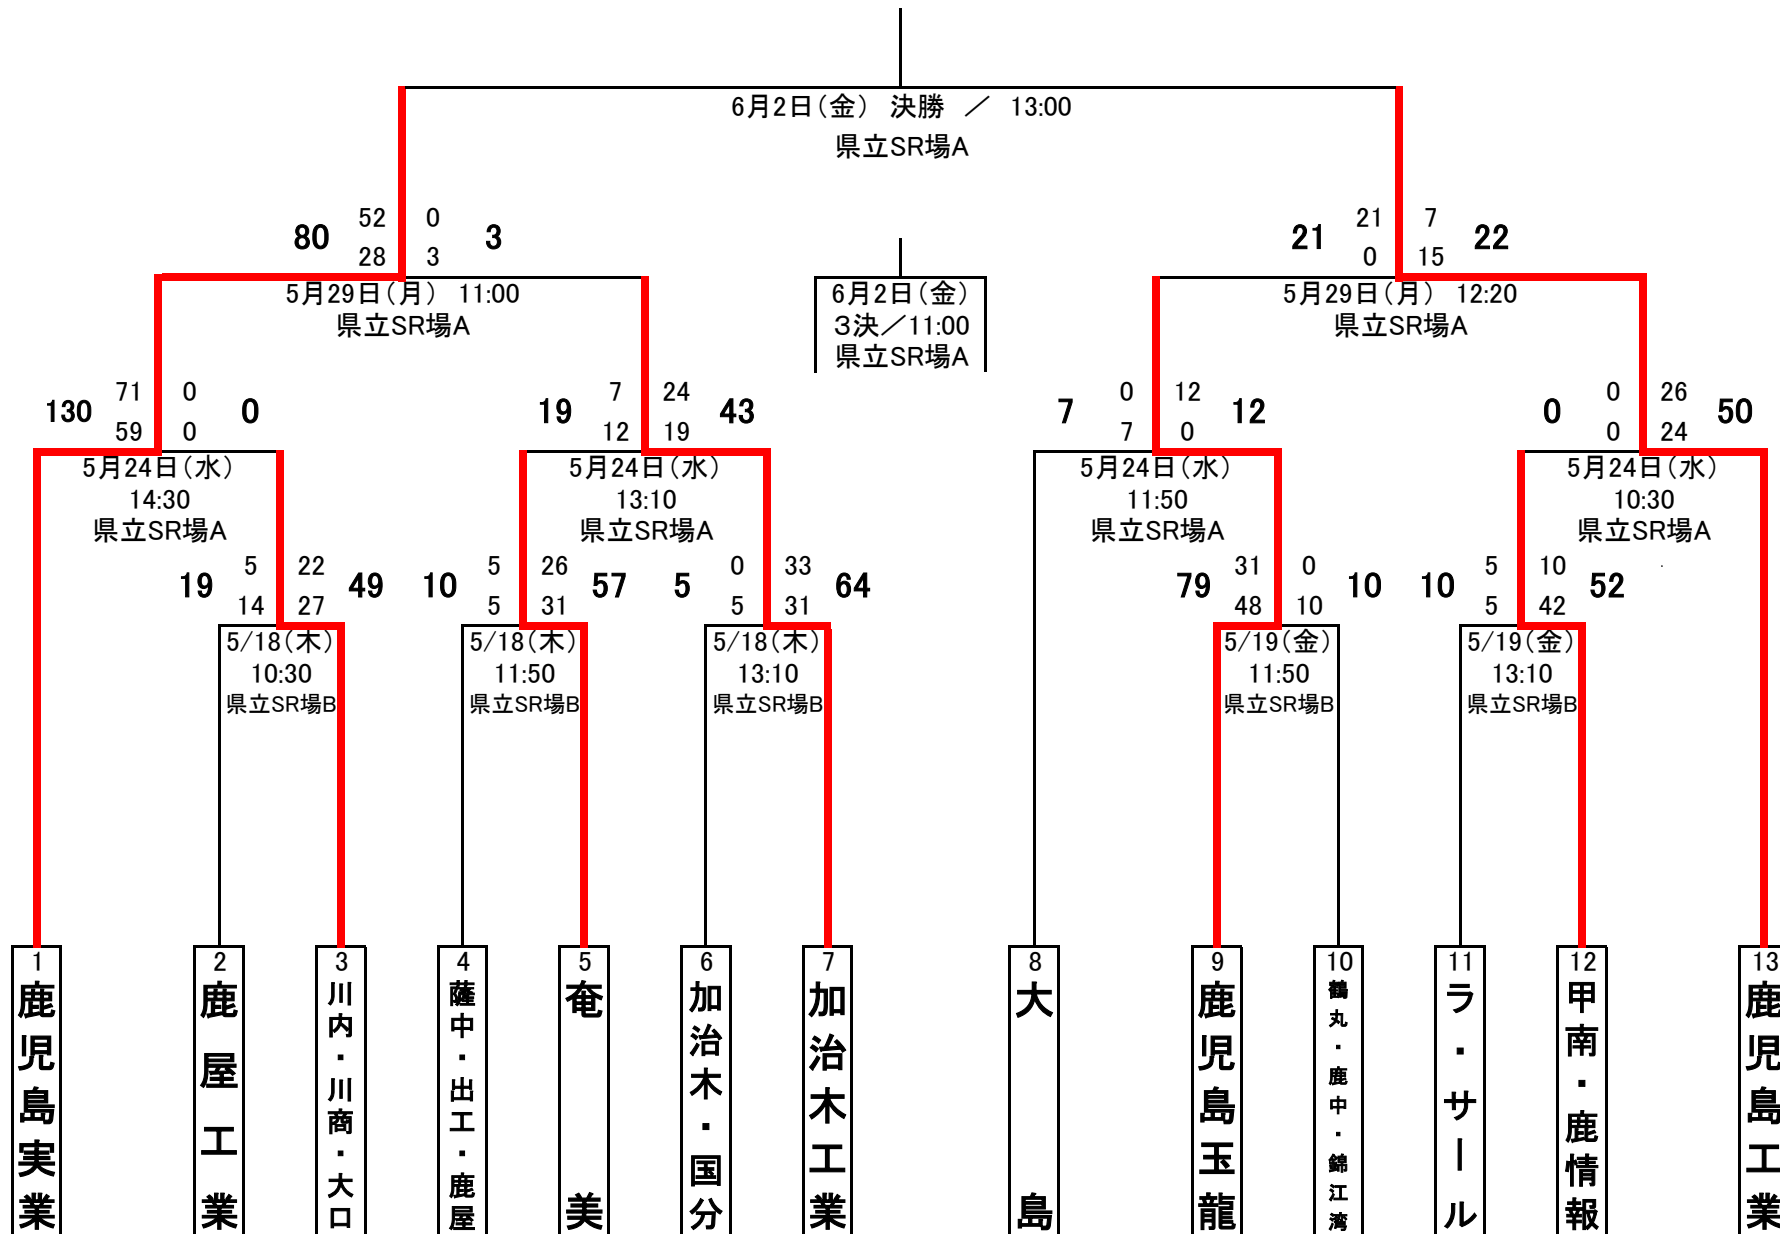 6月2日（金） 決勝 ／ 13:00
県立SR場A
80 52 0 3
28 3
21 21 7 22
0 15
5月29日（月） 11:00
県立SR場A
6月2日（金）
３決／11:00
県立SR場A
5月29日（月） 12:20
県立SR場A
130 71 0 0
59 0
19 7 24 43
12 19
7 0 12 12
7 0
0 0 26 50
0 24
5月24日（水）
14:30
県立SR場A
5月24日（水）
13:10
県立SR場A
5月24日（水）
11:50
県立SR場A
5月24日（水）
10:30
県立SR場A
19 5 22 49
14 27
10 5 26 57
5 31
5 0 33 64
5 31
79 31 0 10
48 10
10 5 10 52
5 42
5/18（木）
10:30
県立SR場B
5/18（木）
11:50
県立SR場B
5/18（木）
13:10
県立SR場B
5/19（金）
11:50
県立SR場B
5/19（金）
13:10
県立SR場B
1
鹿児島実業
2
鹿屋工業
3
川内・川商・大口
4
薩中・出工・鹿屋
5
奄美
6
加治木・国分
7
加治木工業
8
大島
9
鹿児島玉龍
10
鶴丸・鹿中・錦江湾
11
ラ・サール
12
甲南・鹿情報
13
鹿児島工業